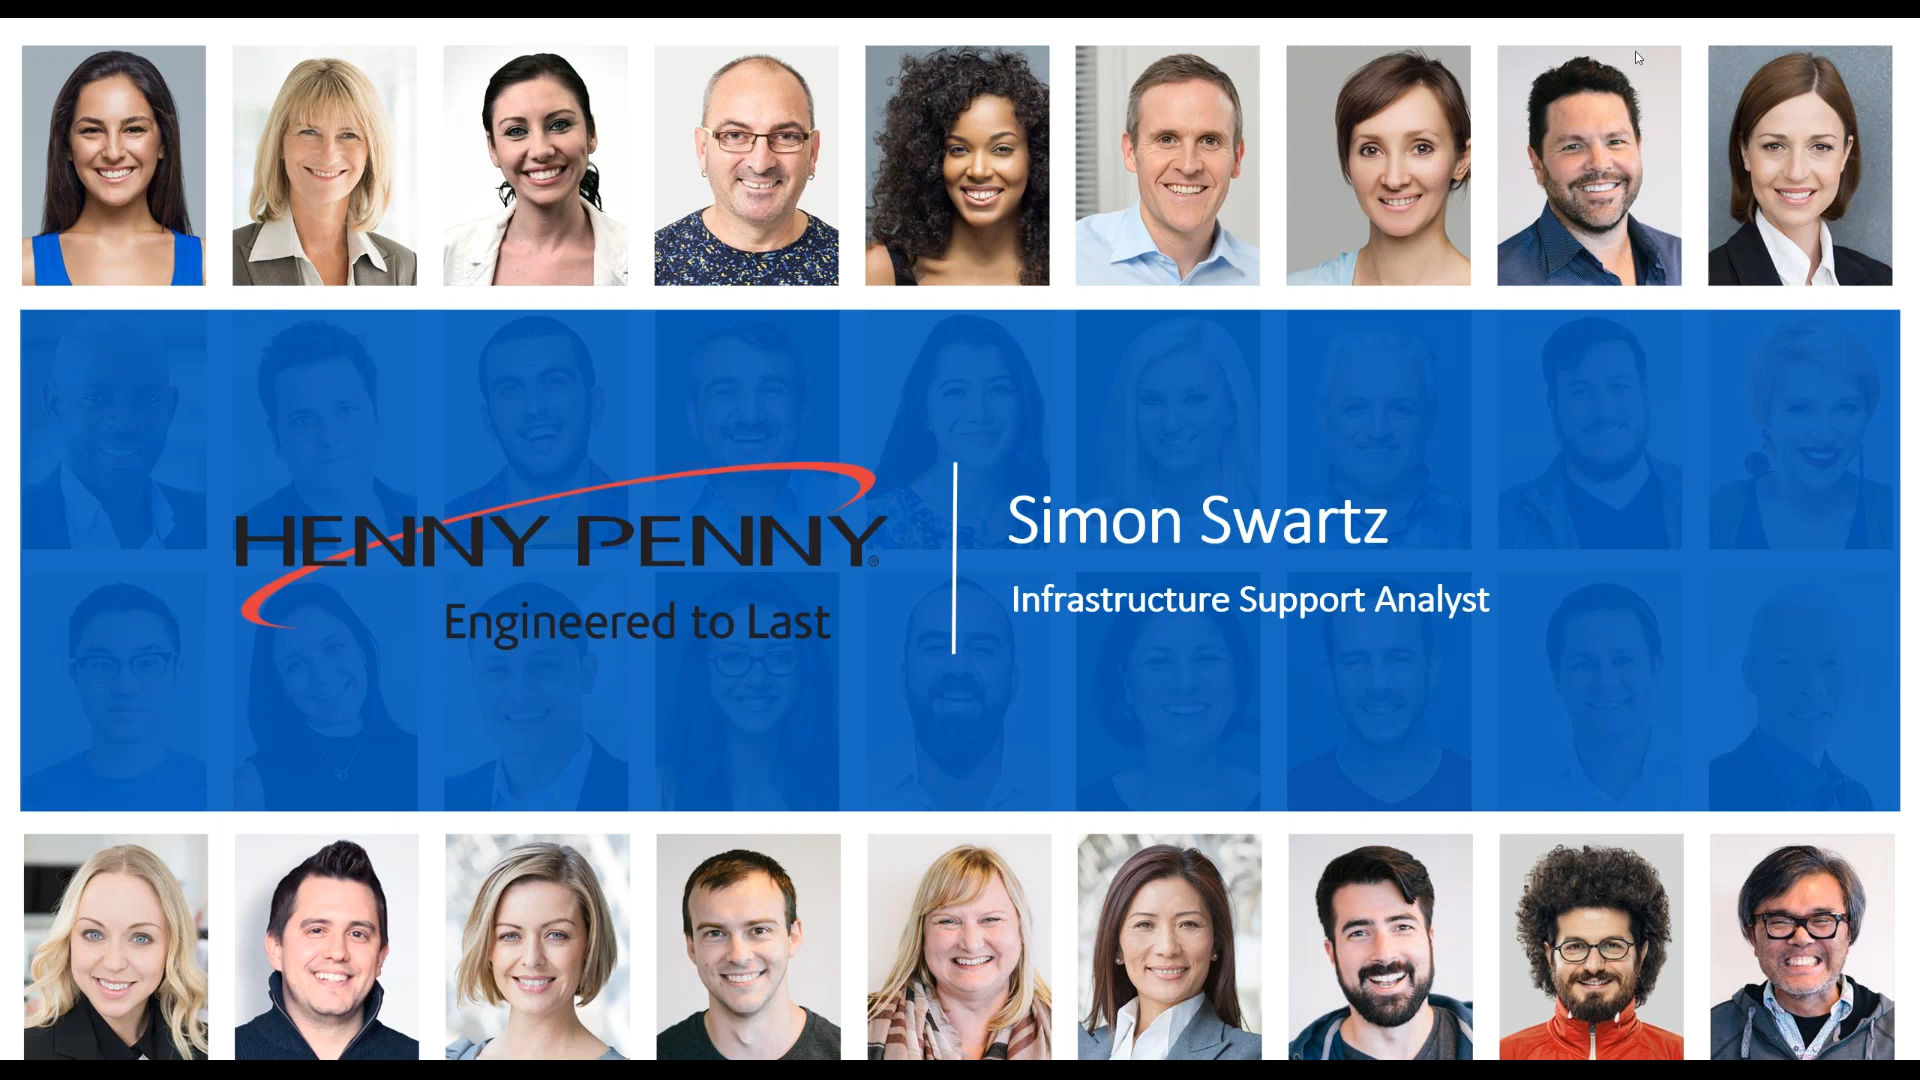 HENNY PENNY®
Engineered to Last
Simon Swartz
Infrastructure Support Analyst